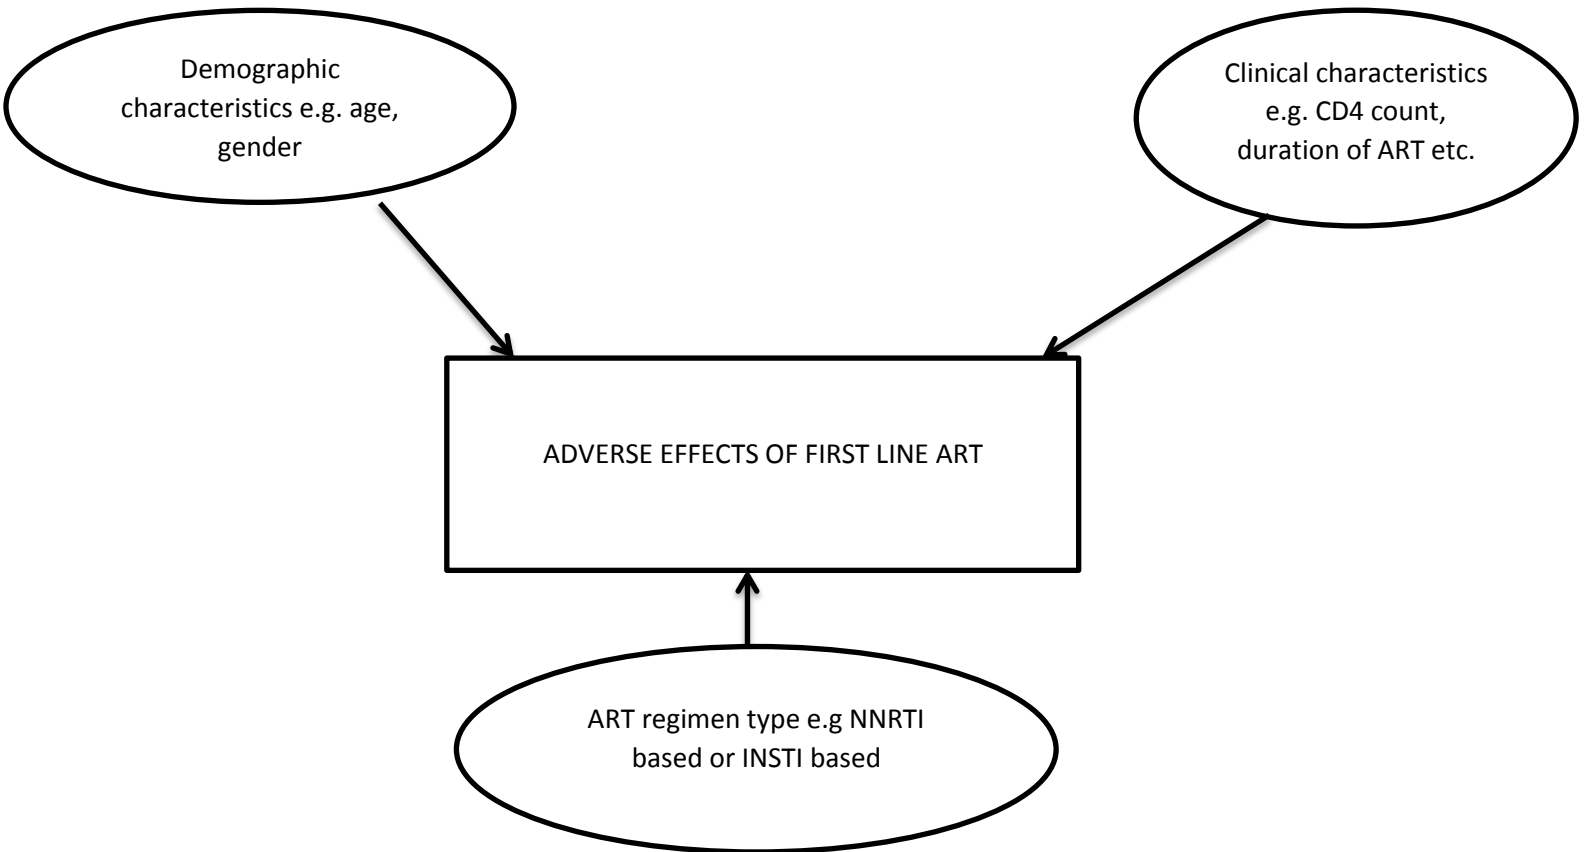 Demographic
characteristics e.g. age,
gender
Clinical characteristics
e.g. CD4 count,
duration of ART etc.
ADVERSE EFFECTS OF FIRST LINE ART
ART regimen type e.g NNRTI
based or INSTI based